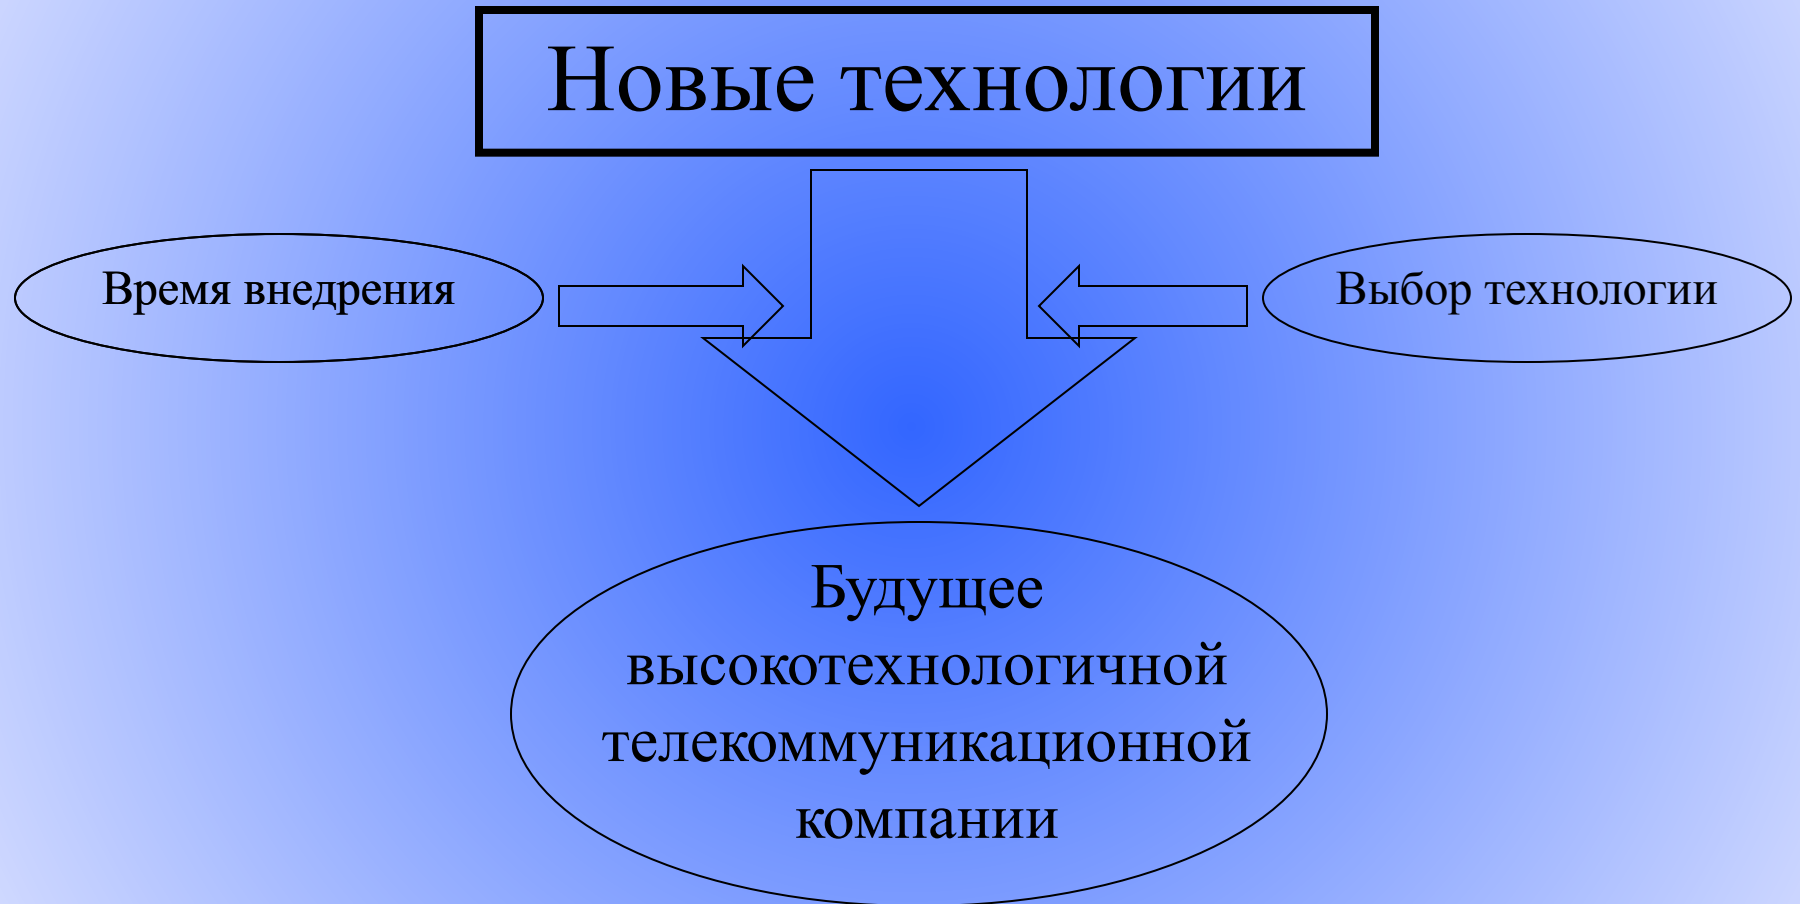 Новые технологии
Время внедрения
Выбор технологии
Будущее
высокотехнологичной
телекоммуникационной
компании